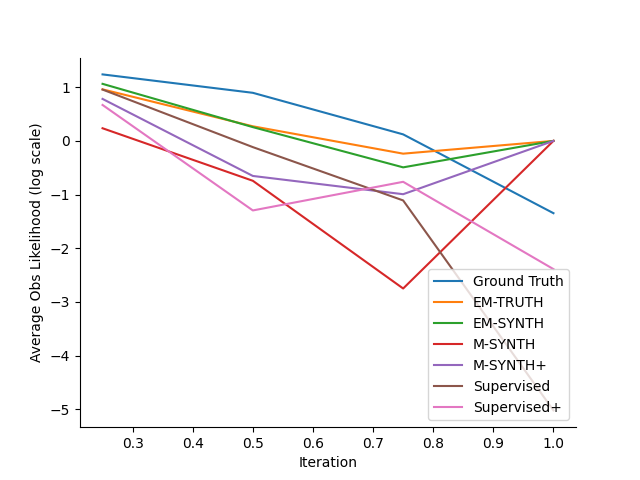 1
0
−1
−2
−3
−4
−5
Average Obs Likelihood (log scale)
Ground Truth
EM-TRUTH
EM-SYNTH
M-SYNTH
M-SYNTH+
Supervised
Supervised+
0.3 0.4 0.5 0.6 0.7 0.8 0.9 1.0
Iteration